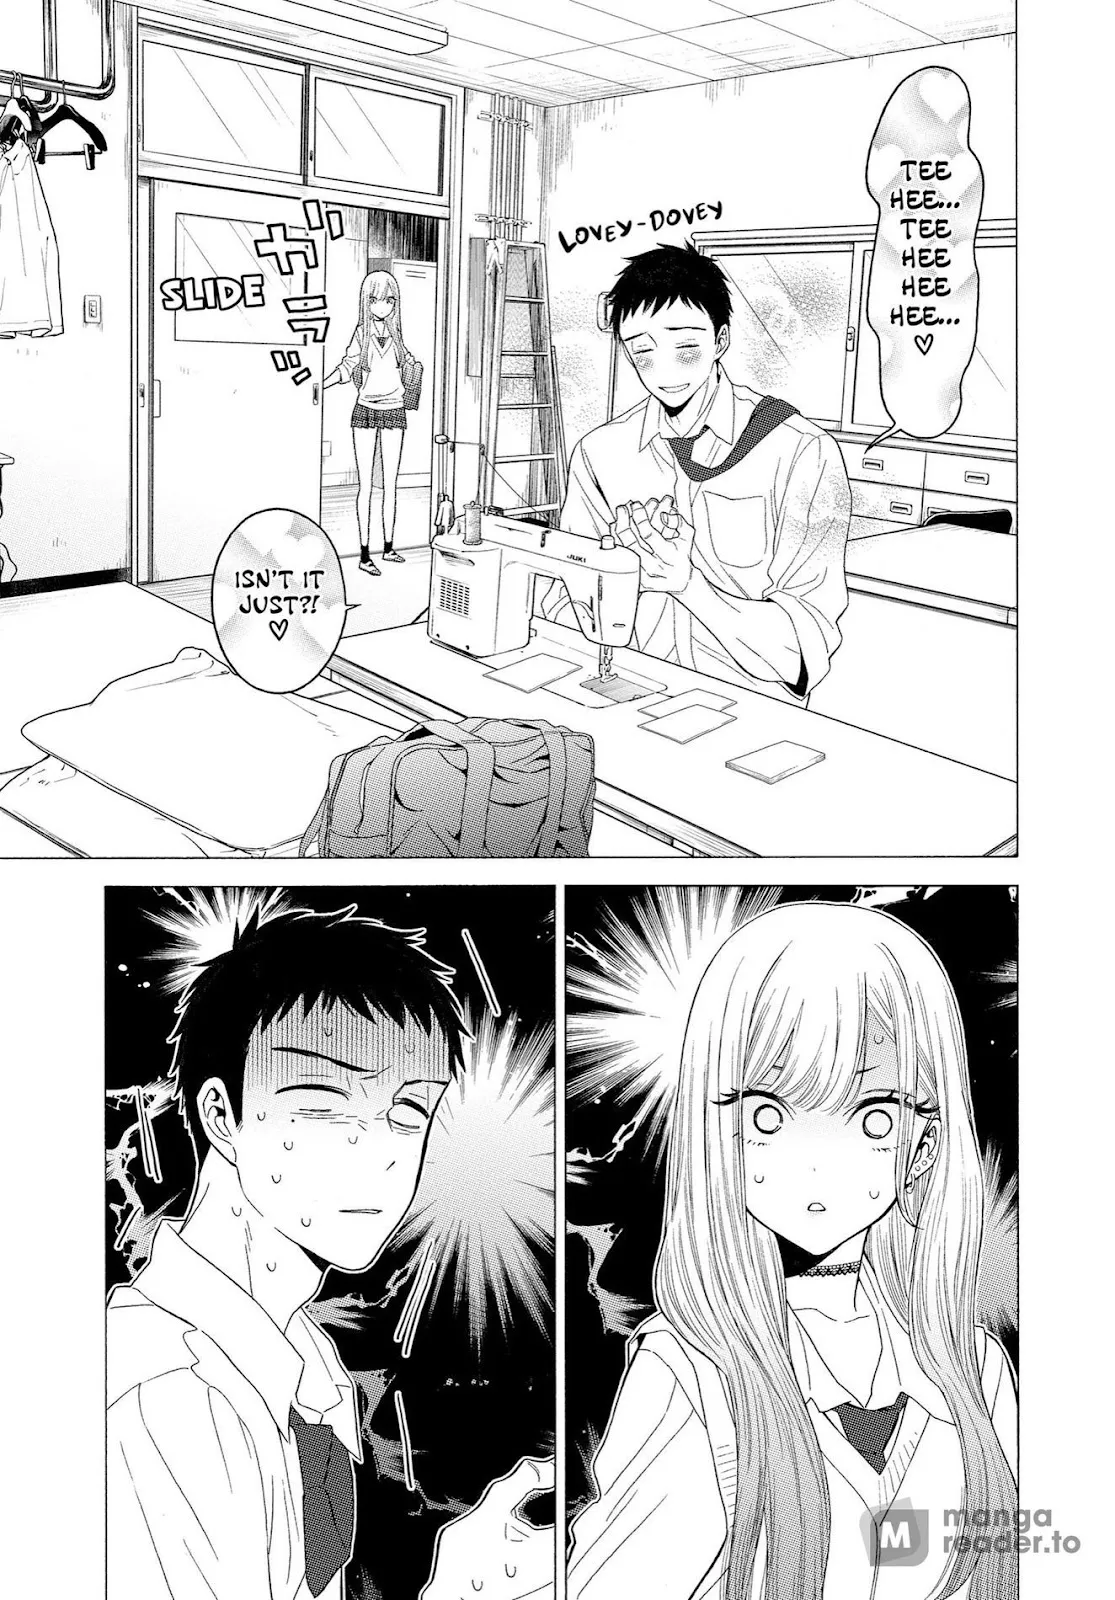 TEE
HEE...
TEE
HEE
HEE
HEE...
♡
LOVEY-DOVEY
ガラッ
SLIDE
ISN'T IT
JUST?!
♡
JUKI
M manga
reader.to